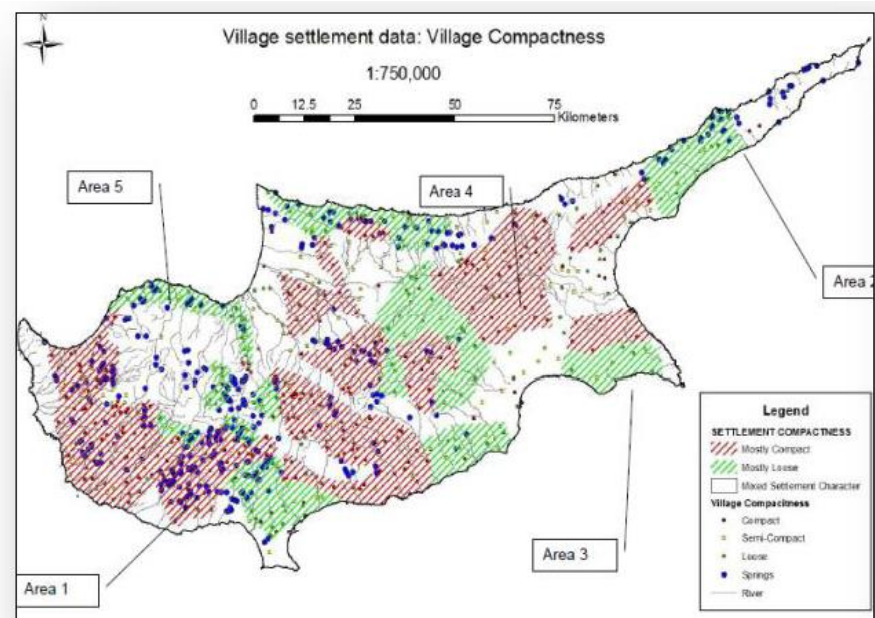 N
Village settlement data: Village Compactness
1:750,000
0 12.5 25 50 75
Kilometers
Area 5
Area 4
Area 2
Area 3
Area 1
Legend
SETTLEMENT COMPACTNESS
Mostly Compact
Mostly Loose
Mixed Settlement Character
Village Compacitness
Compact
Semi-Compact
Loose
Springs
River